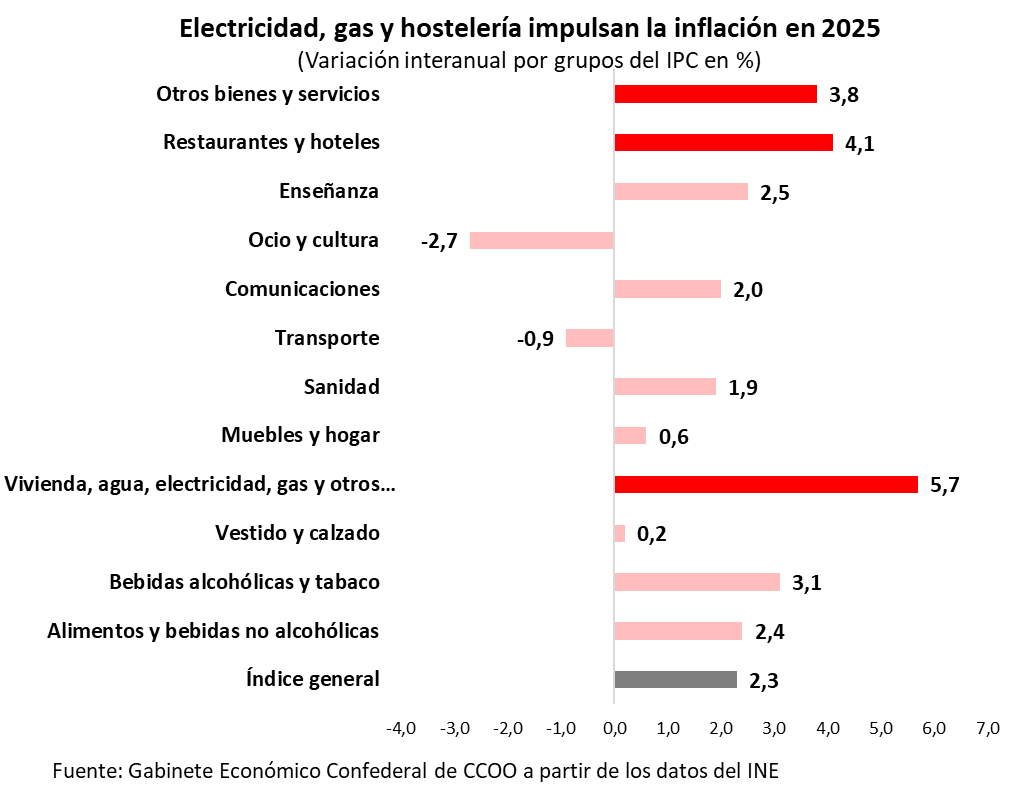 Electricidad, gas y hostelería impulsan la inflación en 2025
(Variación interanual por grupos del IPC en %)
Otros bienes y servicios 3,8
Restaurantes y hoteles 4,1
Enseñanza 2,5
Ocio y cultura -2,7
Comunicaciones 2,0
Transporte -0,9
Sanidad 1,9
Muebles y hogar 0,6
Vivienda, agua, electricidad, gas y otros... 5,7
Vestido y calzado 0,2
Bebidas alcohólicas y tabaco 3,1
Alimentos y bebidas no alcohólicas 2,4
Índice general 2,3
-4,0 -3,0 -2,0 -1,0 0,0 1,0 2,0 3,0 4,0 5,0 6,0 7,0
Fuente: Gabinete Económico Confederal de CCOO a partir de los datos del INE